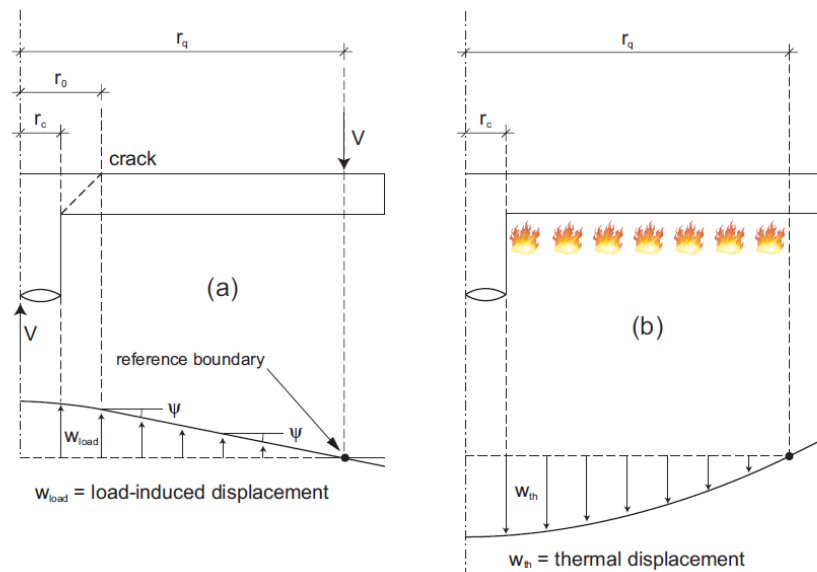 r_q
r_0
r_c
crack
V
(a)
V
reference boundary
ψ
ψ
w_load
w_load = load-induced displacement
r_q
r_c
(b)
w_th
w_th = thermal displacement